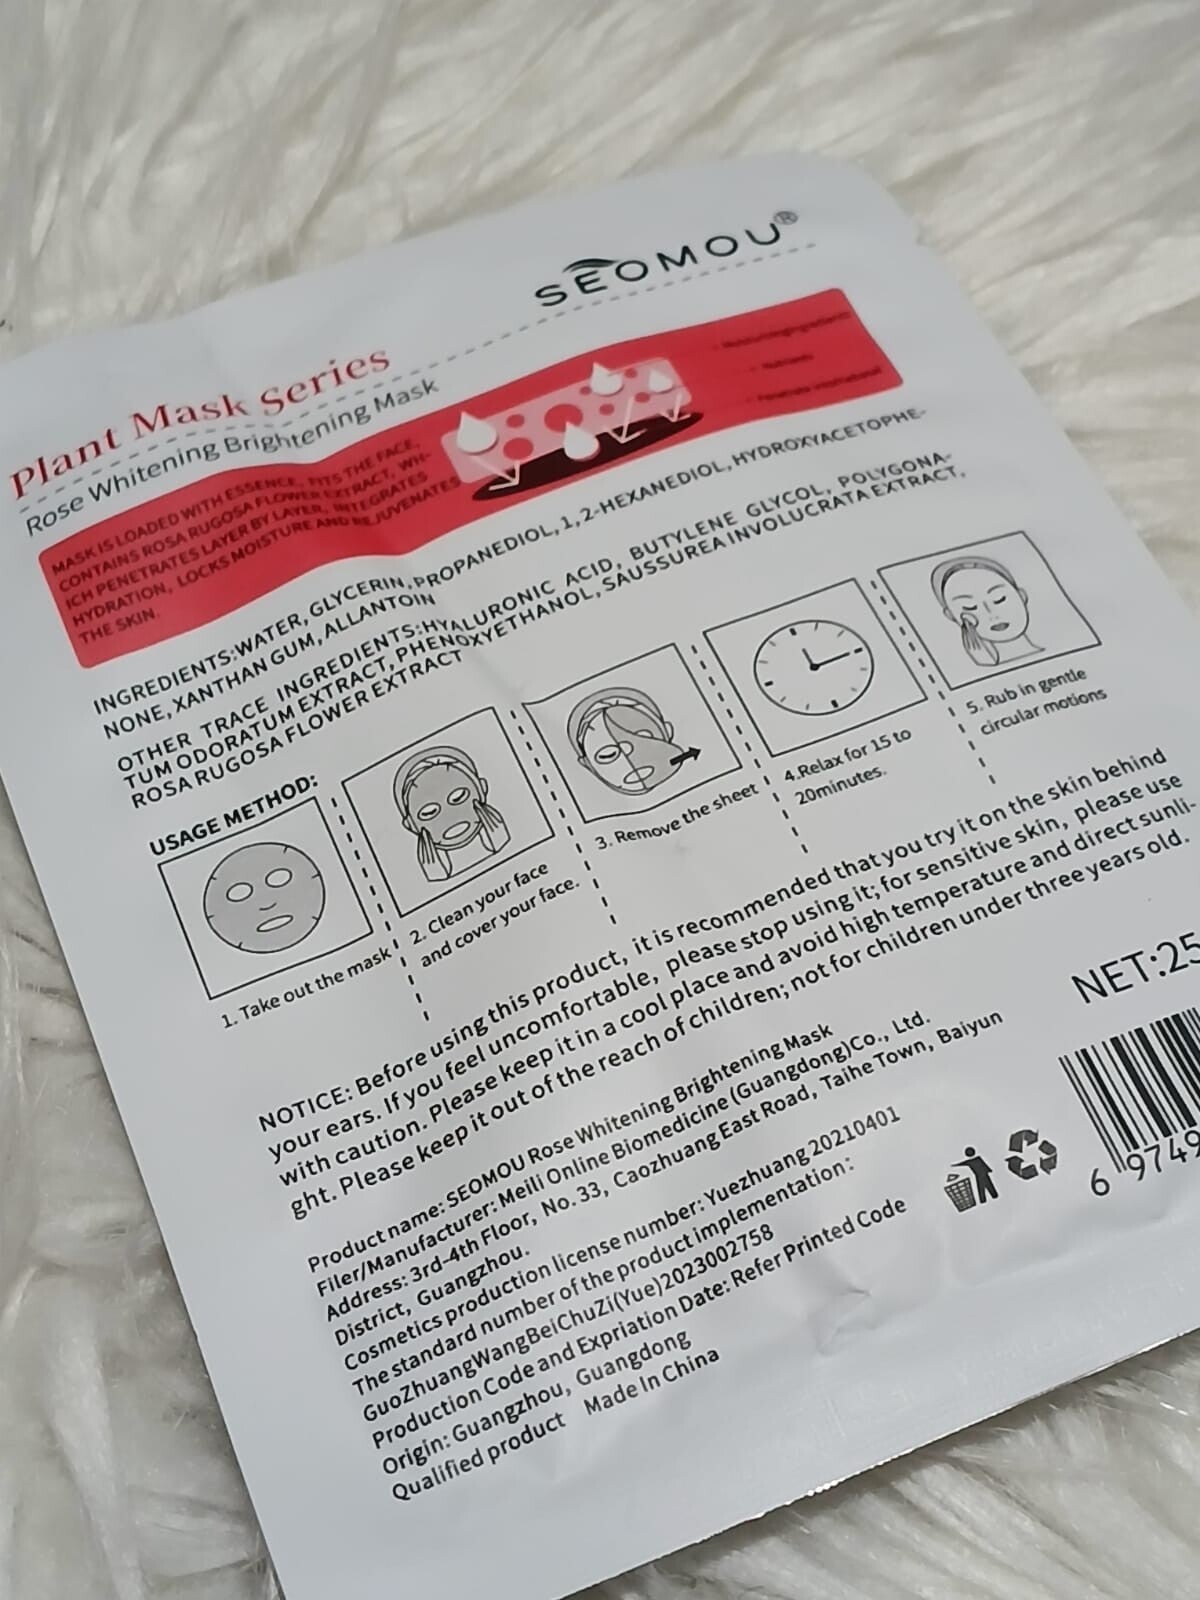 SEOMOU®
Plant Mask Series
Rose Whitening Brightening Mask
MASK IS LOADED WITH ESSENCE, FITS THE FACE,
CONTAINS ROSA RUGOSA FLOWER EXTRACT, WH-
ICH PENETRATES LAYER BY LAYER, INTEGRATES
HYDRATION, LOCKS MOISTURE AND REJUVENATES
THE SKIN.
INGREDIENTS:WATER, GLYCERIN, PROPANEDIOL, 1, 2-HEXANEDIOL, HYDROXYACETOPHE-
NONE, XANTHAN GUM, ALLANTOIN
OTHER TRACE INGREDIENTS:HYALURONIC ACID, BUTYLENE GLYCOL, POLYGONA-
TUM ODORATUM EXTRACT, PHENOXYETHANOL, SAUSSUREA INVOLUCRATA EXTRACT,
ROSA RUGOSA FLOWER EXTRACT
USAGE METHOD:
1. Take out the mask
2. Clean your face
and cover your face.
3. Remove the sheet
4.Relax for 15 to
20minutes.
5. Rub in gentle
circular motions
NOTICE: Before using this product, it is recommended that you try it on the skin behind
your ears. If you feel uncomfortable, please stop using it; for sensitive skin, please use
with caution. Please keep it in a cool place and avoid high temperature and direct sunli-
ght. Please keep it out of the reach of children; not for children under three years old.
NET:25
Product name: SEOMOU Rose Whitening Brightening Mask
Filer/Manufacturer: Meili Online Biomedicine (Guangdong)Co., Ltd.
Address: 3rd-4th Floor, No. 33, Caozhuang East Road, Taihe Town, Baiyun
District, Guangzhou.
Cosmetics production license number: Yuezhuang 20210401
The standard number of the product implementation:
GuoZhuangWangBeiChuZi(Yue)2023002758
Production Code and Expriation Date: Refer Printed Code
Origin: Guangzhou, Guangdong
Qualified product Made In China
6 9749